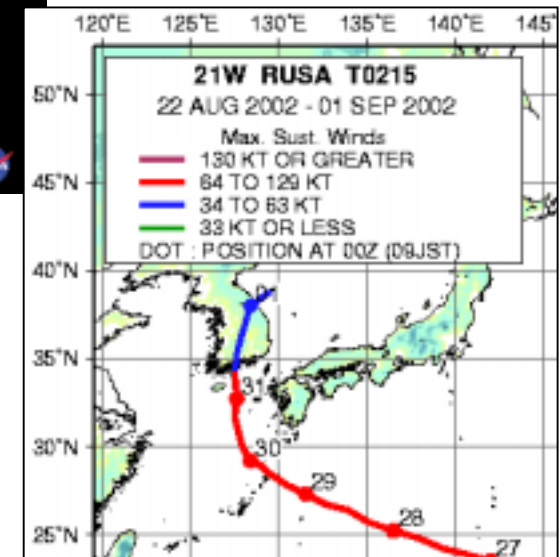 120°E 125°E 130°E 135°E 140°E 145°
21W RUSA T0215
22 AUG 2002 - 01 SEP 2002
Max. Sust. Winds
130 KT OR GREATER
64 TO 129 KT
34 TO 63 KT
33 KT OR LESS
DOT : POSITION AT 00Z (09JST)
50°N
45°N
40°N
35°N
31
30°N
30
29
28
27
25°N